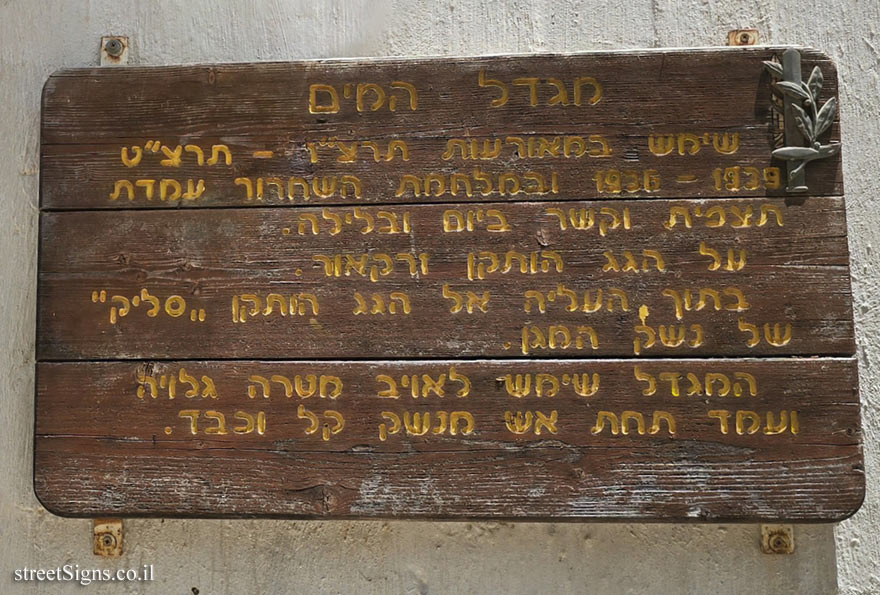 מגדל המים
שימש במאורעות תרצ"ו - תרצ"ט
1936 - 1939 ובמלחמת השחרור עמדת
תצפית וקשר ביום ובלילה.
על הגג הותקן זרקאור.
בתוך העליה אל הגג הותקן „סליק"
של נשק המגן.
המגדל שימש לאויב מטרה גלויה
ועמד תחת אש מנשק קל וכבד.
streetSigns.co.il